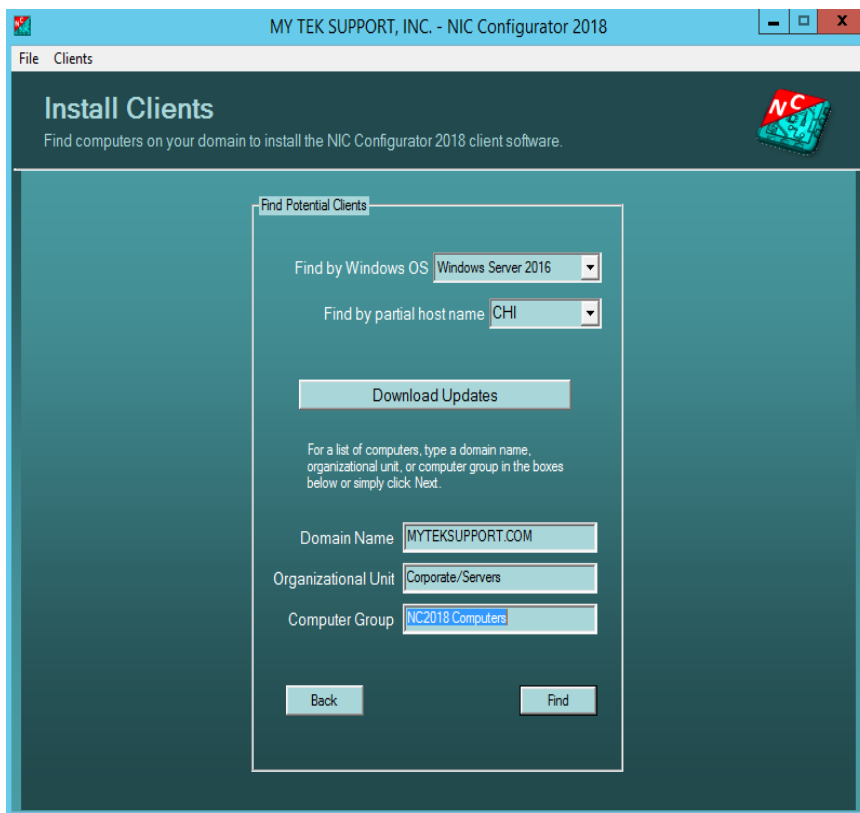 MY TEK SUPPORT, INC. - NIC Configurator 2018
File Clients
Install Clients
Find computers on your domain to install the NIC Configurator 2018 client software.
NC
Find Potential Clients
Find by Windows OS Windows Server 2016
Find by partial host name CHI
Download Updates
For a list of computers, type a domain name,
organizational unit, or computer group in the boxes
below or simply click Next.
Domain Name MYTEKSUPPORT.COM
Organizational Unit Corporate/Servers
Computer Group NC2018 Computers
Back Find